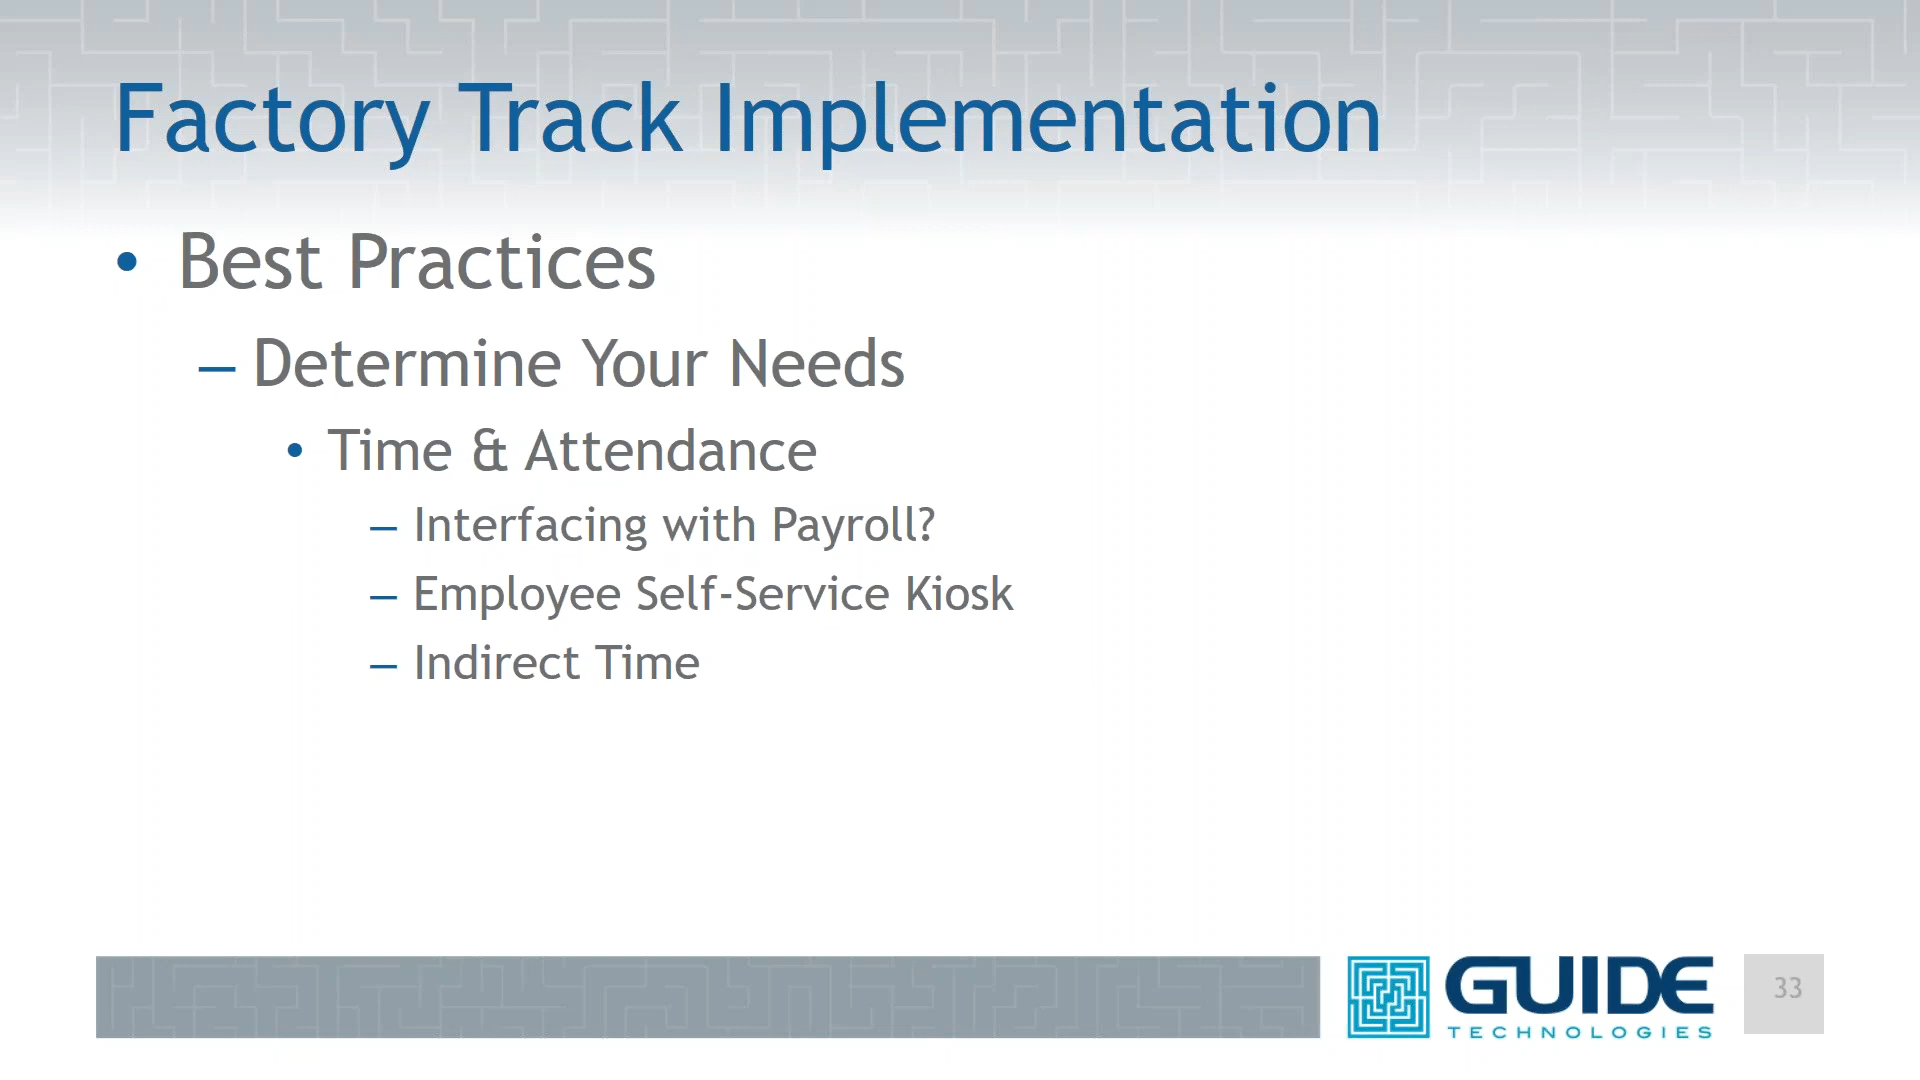 Factory Track Implementation
• Best Practices
– Determine Your Needs
• Time & Attendance
– Interfacing with Payroll?
– Employee Self-Service Kiosk
– Indirect Time
GUIDE
TECHNOLOGIES
33